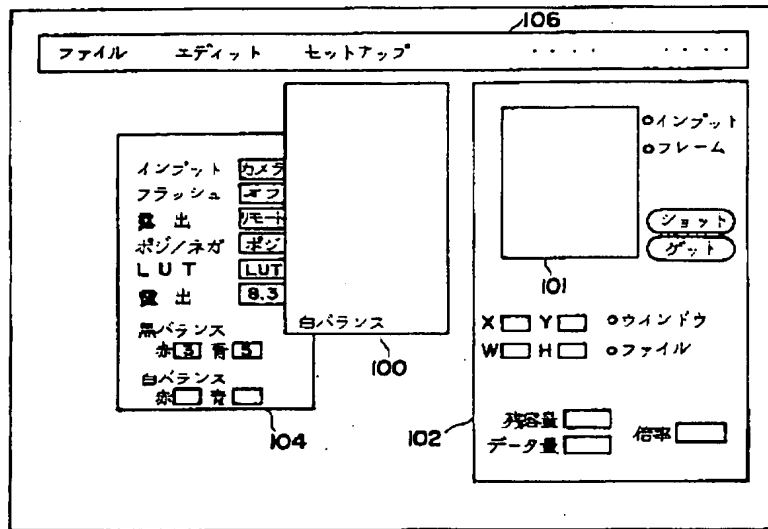 106
ファイル エディット セットアップ ‥‥ ‥‥
インプット カメラ
フラッシュ オフ
露出 リモート
ポジ/ネガ ポジ
LUT LUT
露出 8.3
黒バランス
赤 3 青 5
白バランス
赤 青
104
白バランス
100
インプット
フレーム
ショット
ゲット
101
X Y ウインドウ
W H ファイル
102
残容量
データ量
倍率